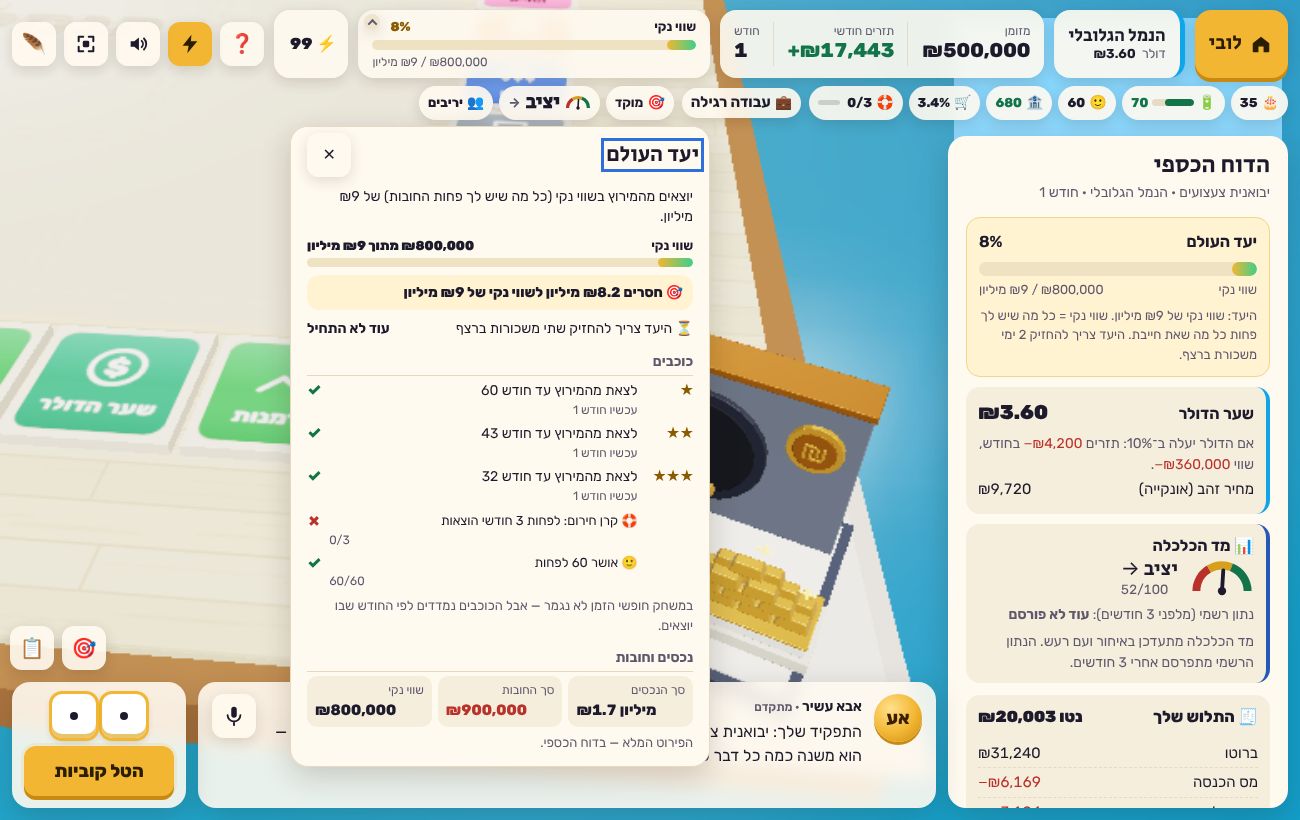 לובי
הנמל הגלובלי
דולר ₪3.60
מזומן
₪500,000
תזרים חודשי
+₪17,443
חודש
1
שווי נקי
8%
₪800,000 / ₪9 מיליון
⚡ 99
❓
🎂 35
🔋 70
🙂 60
🏦 680
🛒 3.4%
🛟 0/3
💼 עבודה רגילה
🎯 מוקד
יציב →
👥 יריבים
הדוח הכספי
יבואנית צעצועים · הנמל הגלובלי · חודש 1
יעד העולם
8%
שווי נקי
₪800,000 / ₪9 מיליון
היעד: שווי נקי של ₪9 מיליון. שווי נקי = כל מה שיש לך
פחות כל מה שאת חייבת. היעד צריך להחזיק 2 ימי
משכורת ברצף.
שער הדולר
₪3.60
אם הדולר יעלה ב־10%: תזרים ₪4,200− בחודש,
שווי ₪360,000−.
מחיר זהב (אונקייה)
₪9,720
📊 מד הכלכלה
יציב →
52/100
נתון רשמי (מלפני 3 חודשים): עוד לא פורסם
מד הכלכלה מתעדכן באיחור ועם רעש. הנתון
הרשמי מתפרסם אחרי 3 חודשים.
🧾 התלוש שלך
נטו ₪20,003
ברוטו
₪31,240
מס הכנסה
−₪6,169
יעד העולם
✕
יוצאים מהמירוץ בשווי נקי (כל מה שיש לך פחות החובות) של ₪9
מיליון.
שווי נקי
₪800,000 מתוך ₪9 מיליון
🎯 חסרים ₪8.2 מיליון לשווי נקי של ₪9 מיליון
⏳ היעד צריך להחזיק שתי משכורות ברצף
עוד לא התחיל
כוכבים
★ לצאת מהמירוץ עד חודש 60 ✔
עכשיו חודש 1
★★ לצאת מהמירוץ עד חודש 43 ✔
עכשיו חודש 1
★★★ לצאת מהמירוץ עד חודש 32 ✔
עכשיו חודש 1
🛟 קרן חירום: לפחות 3 חודשי הוצאות ✖
0/3
🙂 אושר 60 לפחות ✔
60/60
במשחק חופשי הזמן לא נגמר — אבל הכוכבים נמדדים לפי החודש שבו
יוצאים.
נכסים וחובות
סך הנכסים
₪1.7 מיליון
סך החובות
₪900,000
שווי נקי
₪800,000
הפירוט המלא — בדוח הכספי.
שער הדולר
אע
אבא עשיר · מתקדם
התפקיד שלך: יבואנית
הוא משנה כמה כל דבר
הטל קוביות